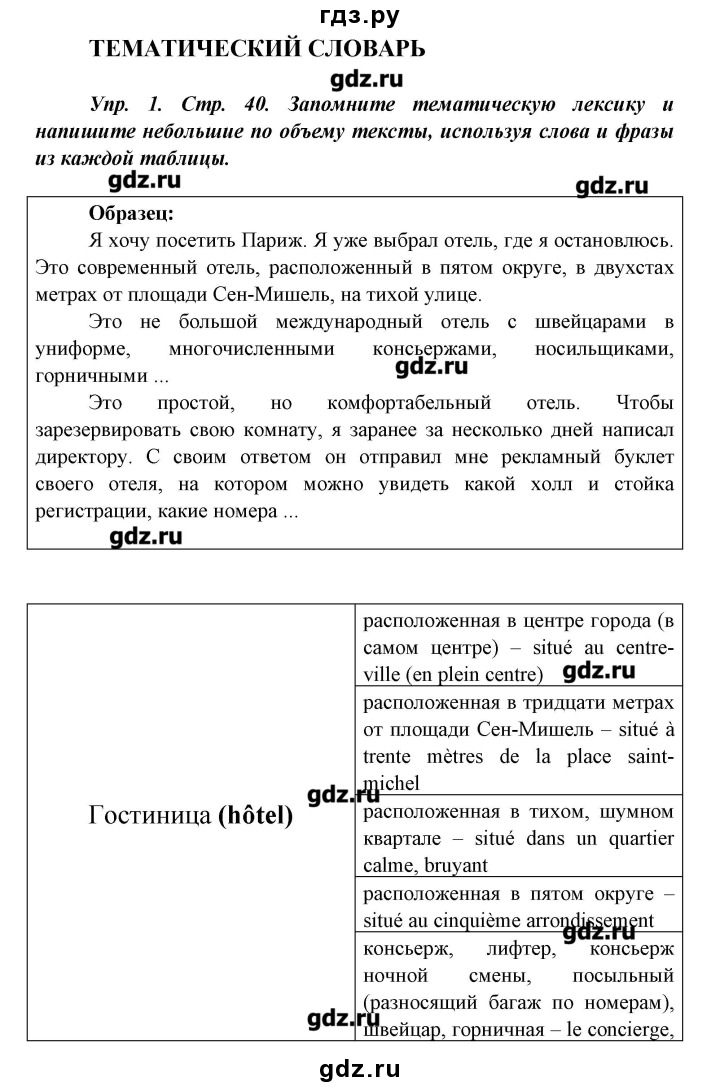 гдз.ру
ТЕМАТИЧЕСКИЙ СЛОВАРЬ
gdz.ru
Упр. 1. Стр. 40. Запомните тематическую лексику и
напишите небольшие по объему тексты, используя слова и фразы
из каждой таблицы.
gdz.ru
gdz.ru
Образец:
Я хочу посетить Париж. Я уже выбрал отель, где я остановлюсь.
Это современный отель, расположенный в пятом округе, в двухстах
метрах от площади Сен-Мишель, на тихой улице.
Это не большой международный отель с швейцарами в
униформе, многочисленными консьержами, носильщиками,
gdz.ru
горничными ...
Это простой, но комфортабельный отель. Чтобы
зарезервировать свою комнату, я заранее за несколько дней написал
директору. С своим ответом он отправил мне рекламный буклет
своего отеля, на котором можно увидеть какой холл и стойка
регистрации, какие номера ...
gdz.ru
Гостиница (hôtel)
расположенная в центре города (в
самом центре) – situé au centre-
ville (en plein centre)
gdz.ru
расположенная в тридцати метрах
от площади Сен-Мишель – situé à
trente mètres de la place saint-
michel
gdz.ru
расположенная в тихом, шумном
квартале – situé dans un quartier
calme, bruyant
расположенная в пятом округе –
situé au cinquième arrondissement
gdz.ru
консьерж, лифтер, консьерж
ночной смены, посыльный
(разносящий багаж по номерам),
швейцар, горничная – le concierge,
gdz.ru
gdz.ru